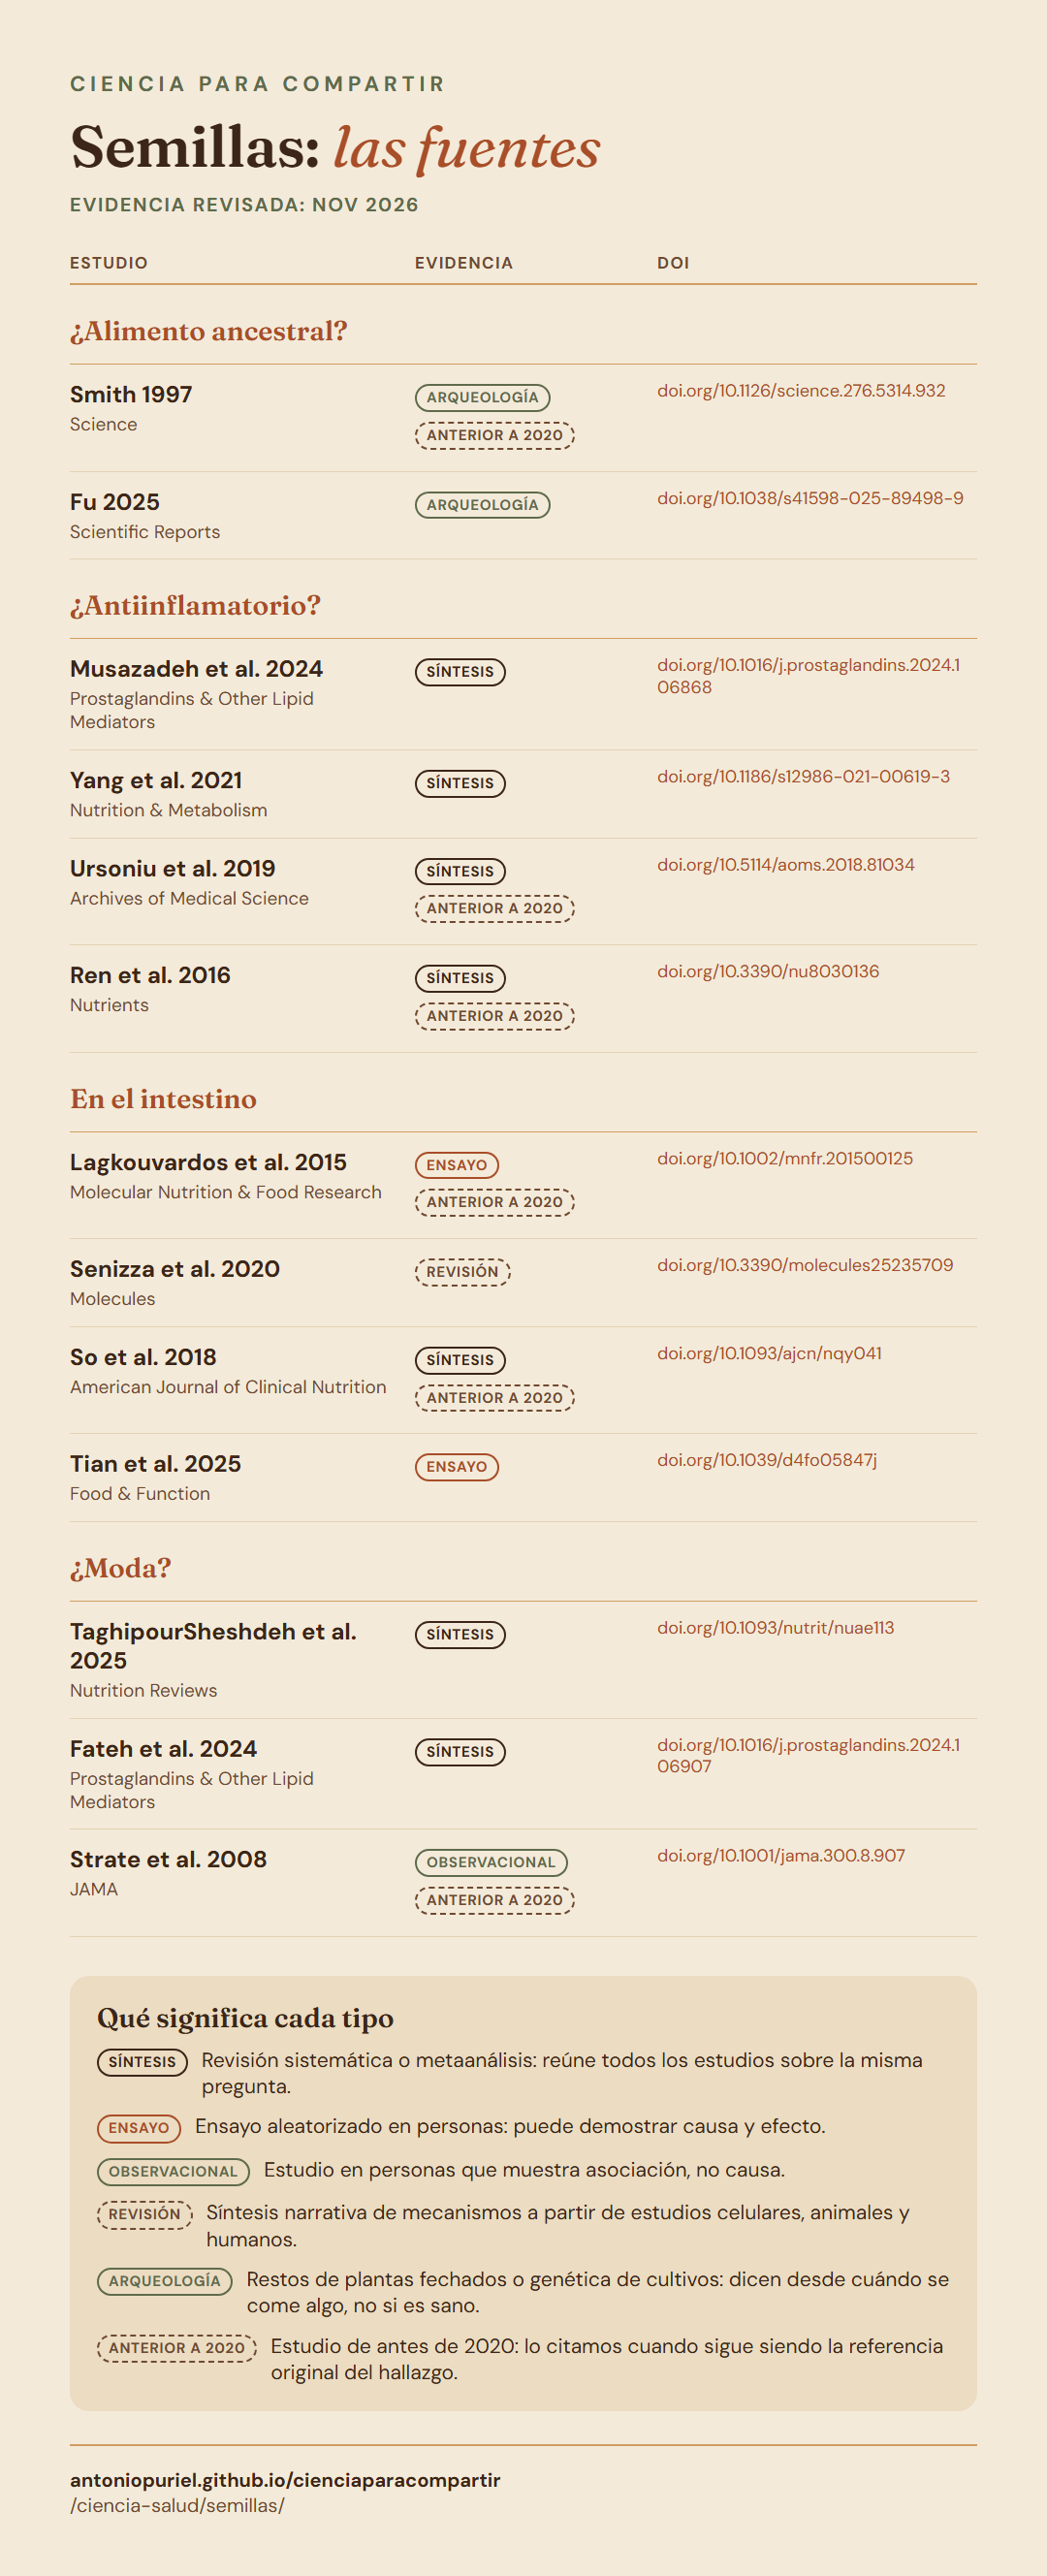 CIENCIA PARA COMPARTIR
Semillas: las fuentes
EVIDENCIA REVISADA: NOV 2026
ESTUDIO EVIDENCIA DOI
¿Alimento ancestral?
Smith 1997 ARQUEOLOGÍA doi.org/10.1126/science.276.5314.932
Science ANTERIOR A 2020
Fu 2025 ARQUEOLOGÍA doi.org/10.1038/s41598-025-89498-9
Scientific Reports
¿Antiinflamatorio?
Musazadeh et al. 2024 SÍNTESIS doi.org/10.1016/j.prostaglandins.2024.1
06868
Prostaglandins & Other Lipid
Mediators
Yang et al. 2021 SÍNTESIS doi.org/10.1186/s12986-021-00619-3
Nutrition & Metabolism
Ursoniu et al. 2019 SÍNTESIS doi.org/10.5114/aoms.2018.81034
Archives of Medical Science ANTERIOR A 2020
Ren et al. 2016 SÍNTESIS doi.org/10.3390/nu8030136
Nutrients ANTERIOR A 2020
En el intestino
Lagkouvardos et al. 2015 ENSAYO doi.org/10.1002/mnfr.201500125
Molecular Nutrition & Food Research ANTERIOR A 2020
Senizza et al. 2020 REVISIÓN doi.org/10.3390/molecules25235709
Molecules
So et al. 2018 SÍNTESIS doi.org/10.1093/ajcn/nqy041
American Journal of Clinical Nutrition ANTERIOR A 2020
Tian et al. 2025 ENSAYO doi.org/10.1039/d4fo05847j
Food & Function
¿Moda?
TaghipourSheshdeh et al. SÍNTESIS doi.org/10.1093/nutrit/nuae113
2025
Nutrition Reviews
Fateh et al. 2024 SÍNTESIS doi.org/10.1016/j.prostaglandins.2024.1
06907
Prostaglandins & Other Lipid
Mediators
Strate et al. 2008 OBSERVACIONAL doi.org/10.1001/jama.300.8.907
JAMA ANTERIOR A 2020
Qué significa cada tipo
SÍNTESIS Revisión sistemática o metaanálisis: reúne todos los estudios sobre la misma
pregunta.
ENSAYO Ensayo aleatorizado en personas: puede demostrar causa y efecto.
OBSERVACIONAL Estudio en personas que muestra asociación, no causa.
REVISIÓN Síntesis narrativa de mecanismos a partir de estudios celulares, animales y
humanos.
ARQUEOLOGÍA Restos de plantas fechados o genética de cultivos: dicen desde cuándo se
come algo, no si es sano.
ANTERIOR A 2020 Estudio de antes de 2020: lo citamos cuando sigue siendo la referencia
original del hallazgo.
antoniopuriel.github.io/cienciaparacompartir
/ciencia-salud/semillas/